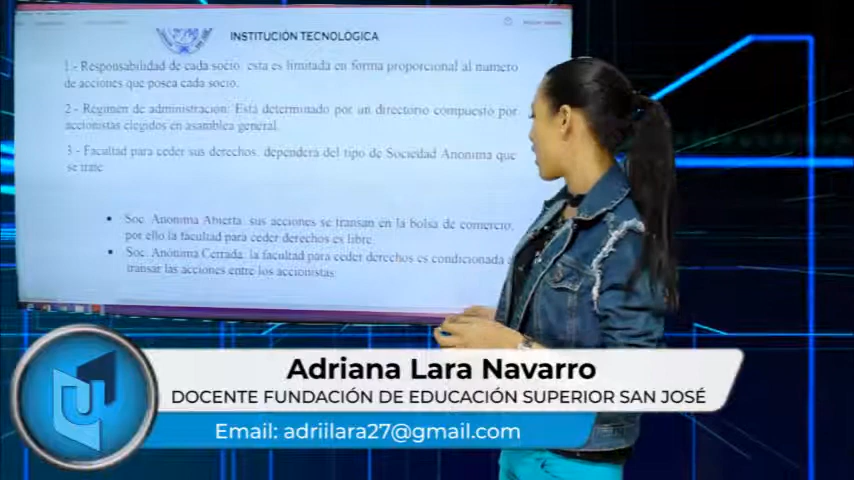 INSTITUCIÓN TECNOLÓGICA
1.- Responsabilidad de cada socio: esta es limitada en forma proporcional al numero
de acciones que posea cada socio.
2.- Régimen de administración: Está determinado por un directorio compuesto por
accionistas elegidos en asamblea general.
3.- Facultad para ceder sus derechos: dependerá del tipo de Sociedad Anónima que
se trate
• Soc. Anónima Abierta: sus acciones se transan en la bolsa de comercio,
por ello la facultad para ceder derechos es libre.
• Soc. Anónima Cerrada: la facultad para ceder derechos es condicionada a
transar las acciones entre los accionistas.
Adriana Lara Navarro
DOCENTE FUNDACIÓN DE EDUCACIÓN SUPERIOR SAN JOSÉ
Email: adriilara27@gmail.com